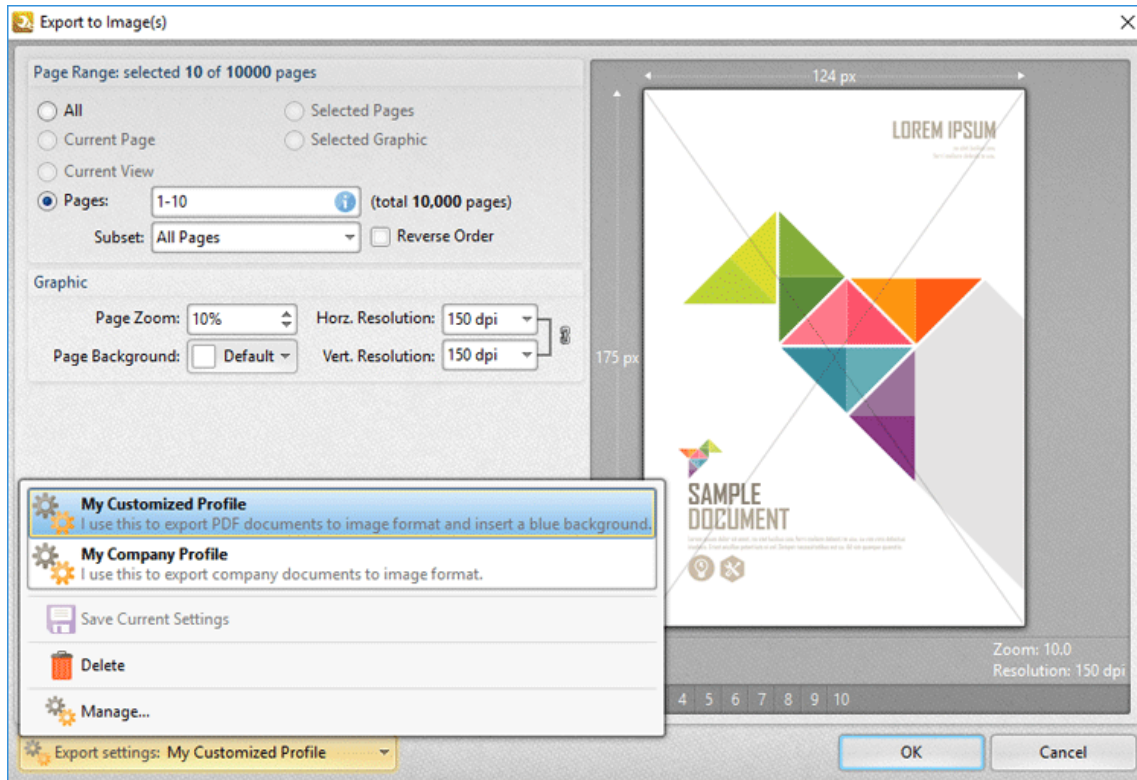 Export to Image(s)
Page Range: selected 10 of 10000 pages
All
Selected Pages
Current Page
Selected Graphic
Current View
Pages: 1-10 (total 10,000 pages)
Subset: All Pages Reverse Order
Graphic
Page Zoom: 10% Horz. Resolution: 150 dpi
Page Background: Default Vert. Resolution: 150 dpi
124 px
175 px
LOREM IPSUM
SAMPLE
DOCUMENT
Zoom: 10.0
Resolution: 150 dpi
4 5 6 7 8 9 10
My Customized Profile
I use this to export PDF documents to image format and insert a blue background.
My Company Profile
I use this to export company documents to image format.
Save Current Settings
Delete
Manage...
Export settings: My Customized Profile
OK
Cancel